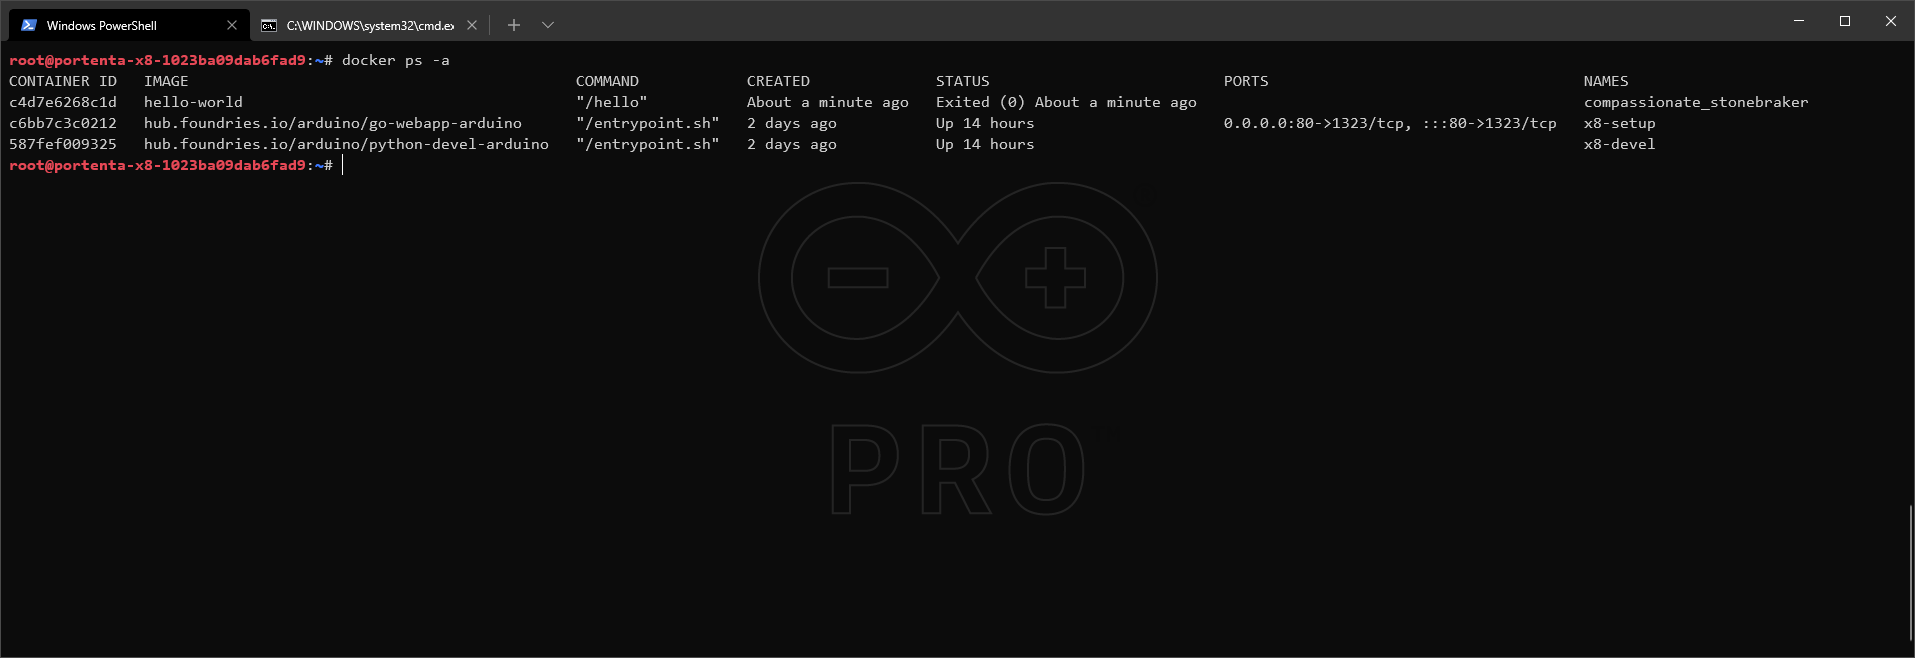 Windows PowerShell
C:\WINDOWS\system32\cmd.ex
root@portenta-x8-1023ba09dab6fad9:~# docker ps -a
CONTAINER ID IMAGE COMMAND CREATED STATUS PORTS NAMES
c4d7e6268c1d hello-world "/hello" About a minute ago Exited (0) About a minute ago compassionate_stonebraker
c6bb7c3c0212 hub.foundries.io/arduino/go-webapp-arduino "/entrypoint.sh" 2 days ago Up 14 hours 0.0.0.0:80->1323/tcp, :::80->1323/tcp x8-setup
587fef009325 hub.foundries.io/arduino/python-devel-arduino "/entrypoint.sh" 2 days ago Up 14 hours x8-devel
root@portenta-x8-1023ba09dab6fad9:~#
PRO